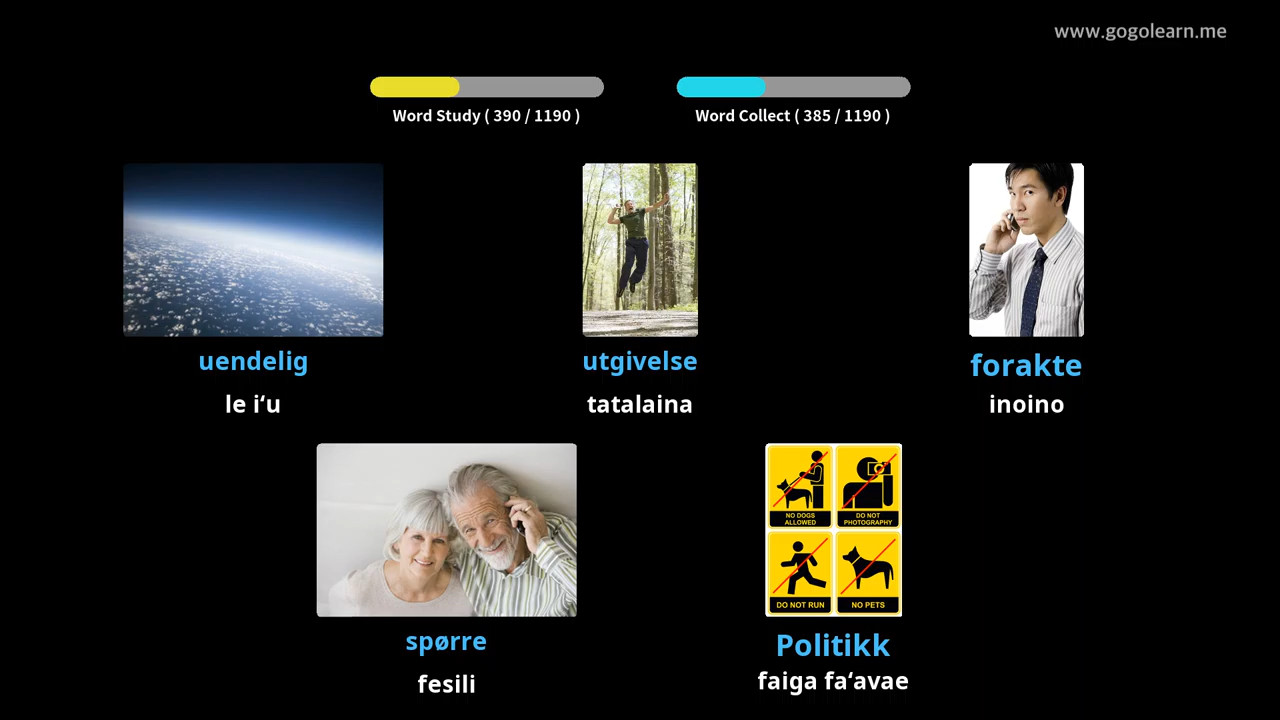 www.gogolearn.me
Word Study ( 390 / 1190 )
Word Collect ( 385 / 1190 )
uendelig
utgivelse
forakte
le iʻu
tatalaina
inoino
NO DOGS
ALLOWED
DO NOT
PHOTOGRAPHY
DO NOT RUN
NO PETS
spørre
Politikk
fesili
faiga faʻavae